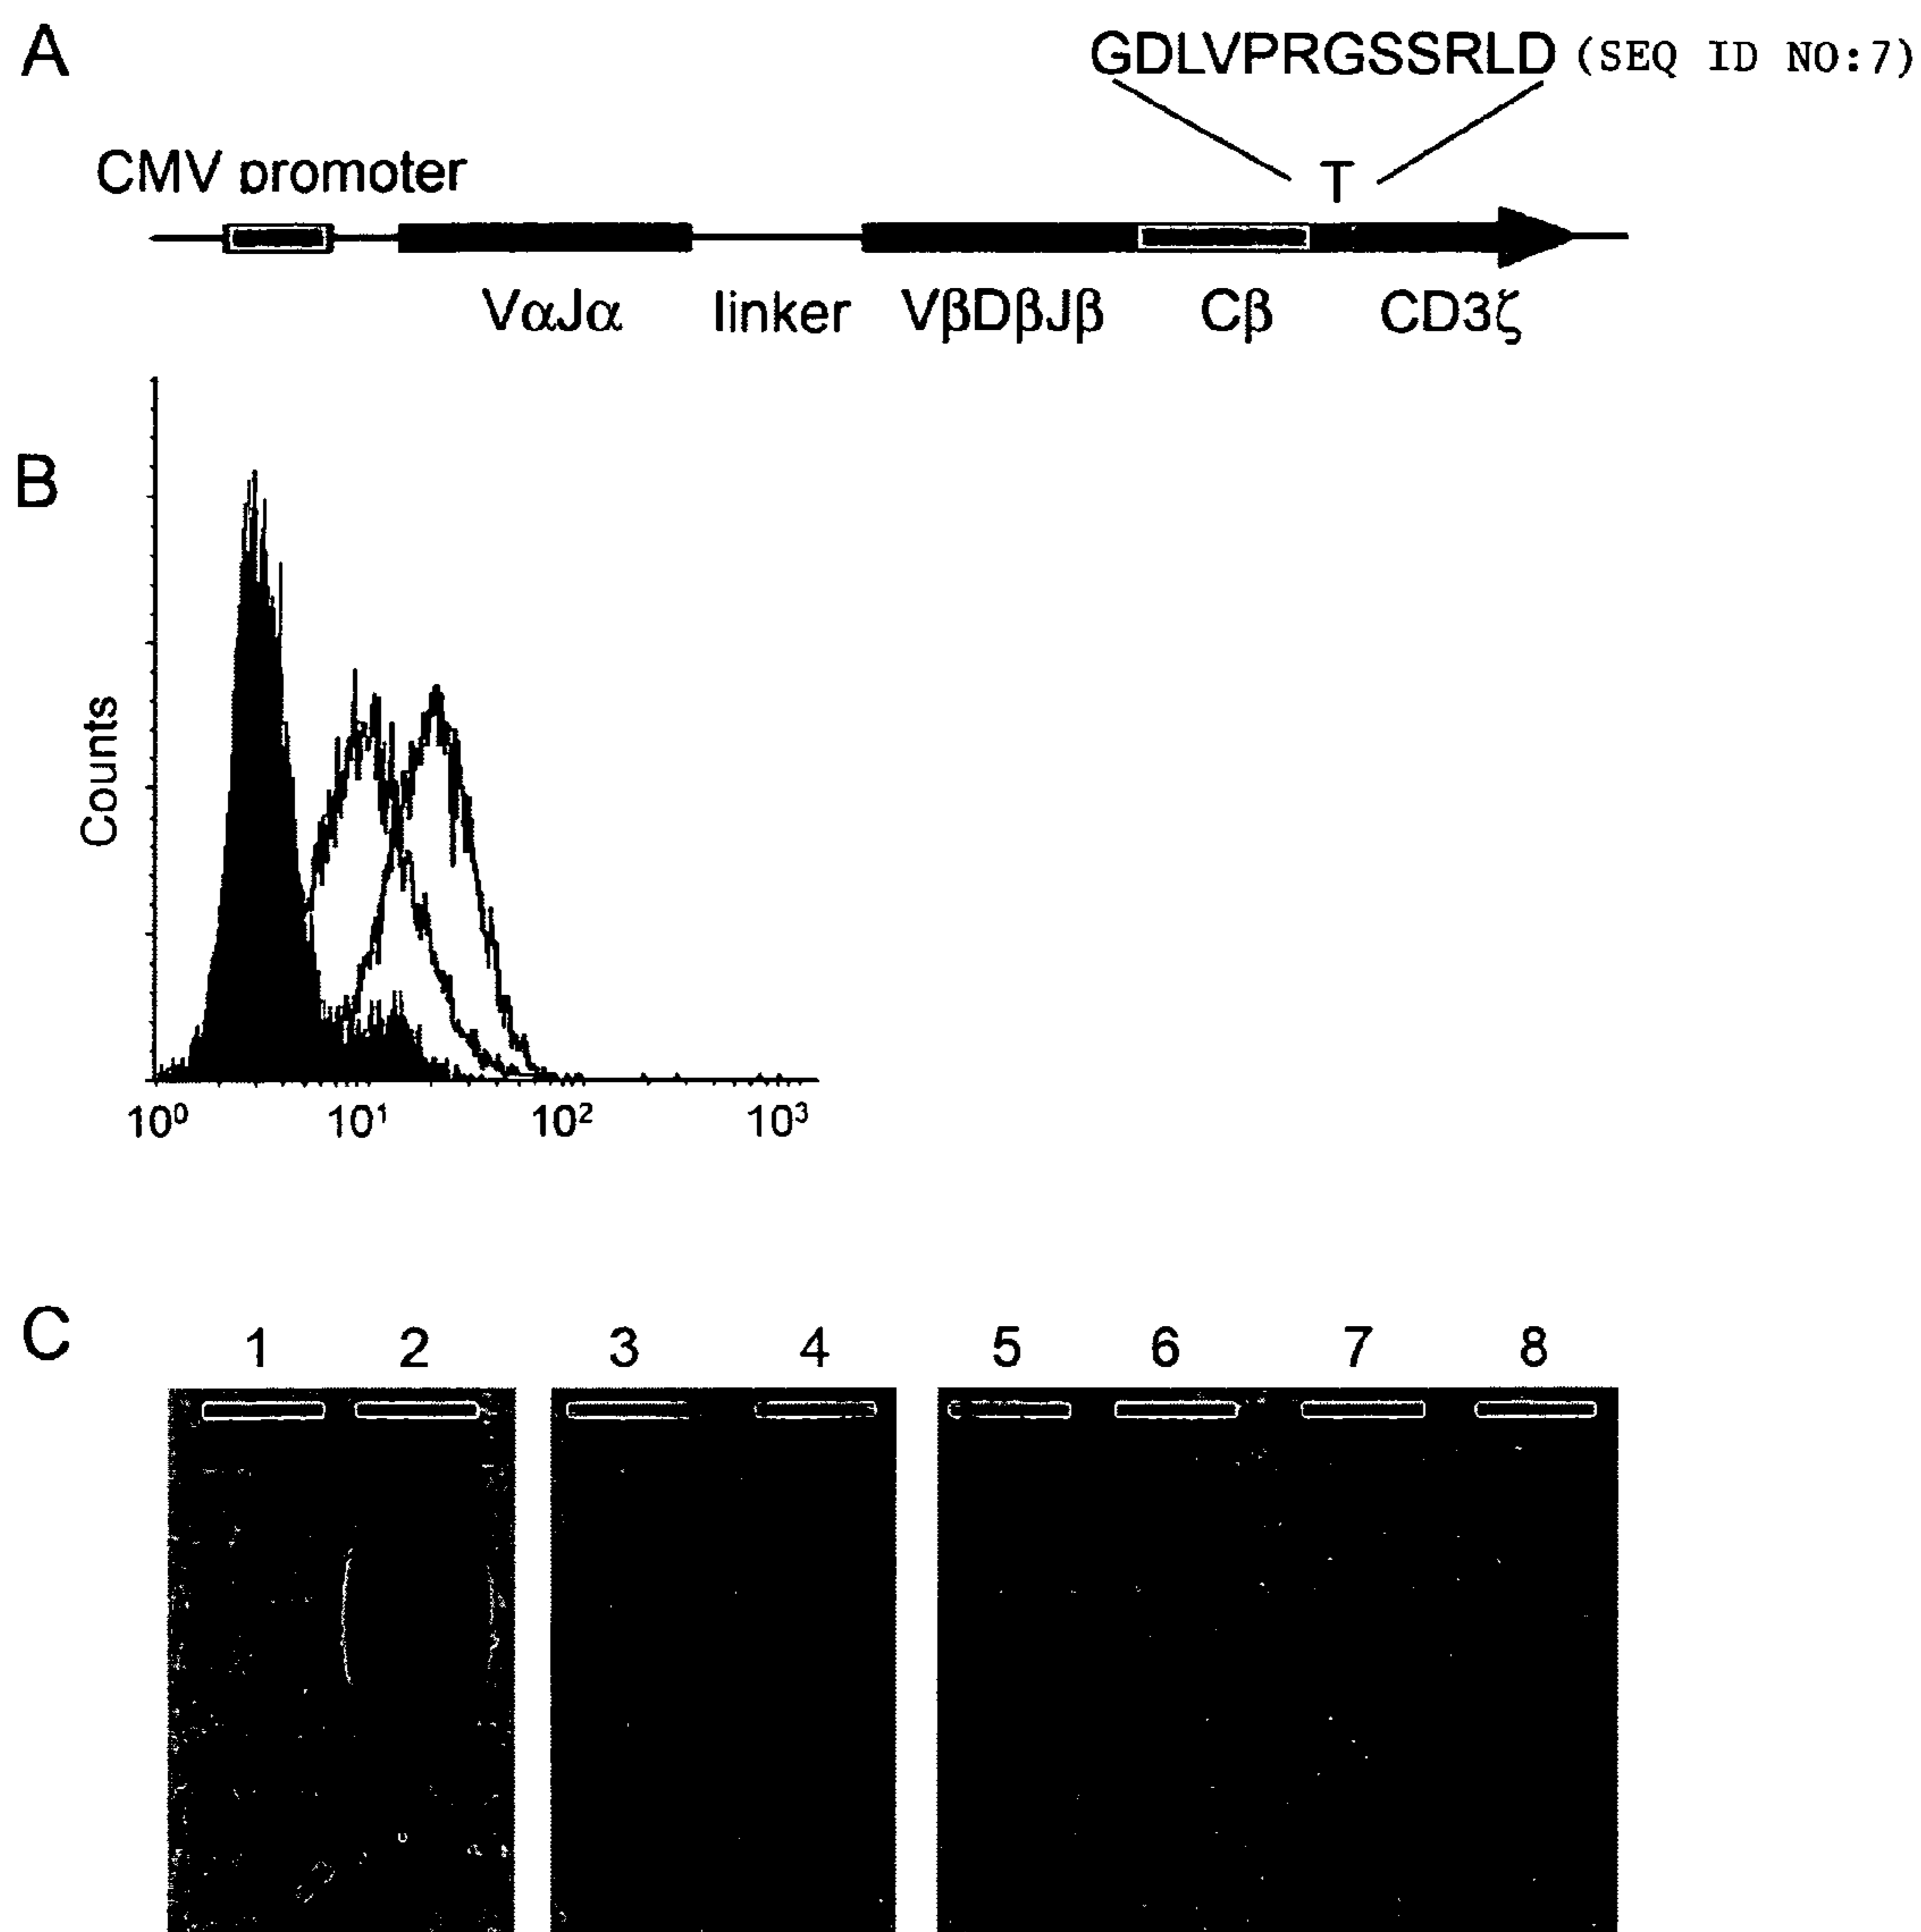 A
GDLVPRGSSRLD (SEQ ID NO:7)
CMV promoter
T
VαJα linker VβDβJβ Cβ CD3ζ
B
Counts
10⁰ 10¹ 10² 10³
C
1 2 3 4 5 6 7 8